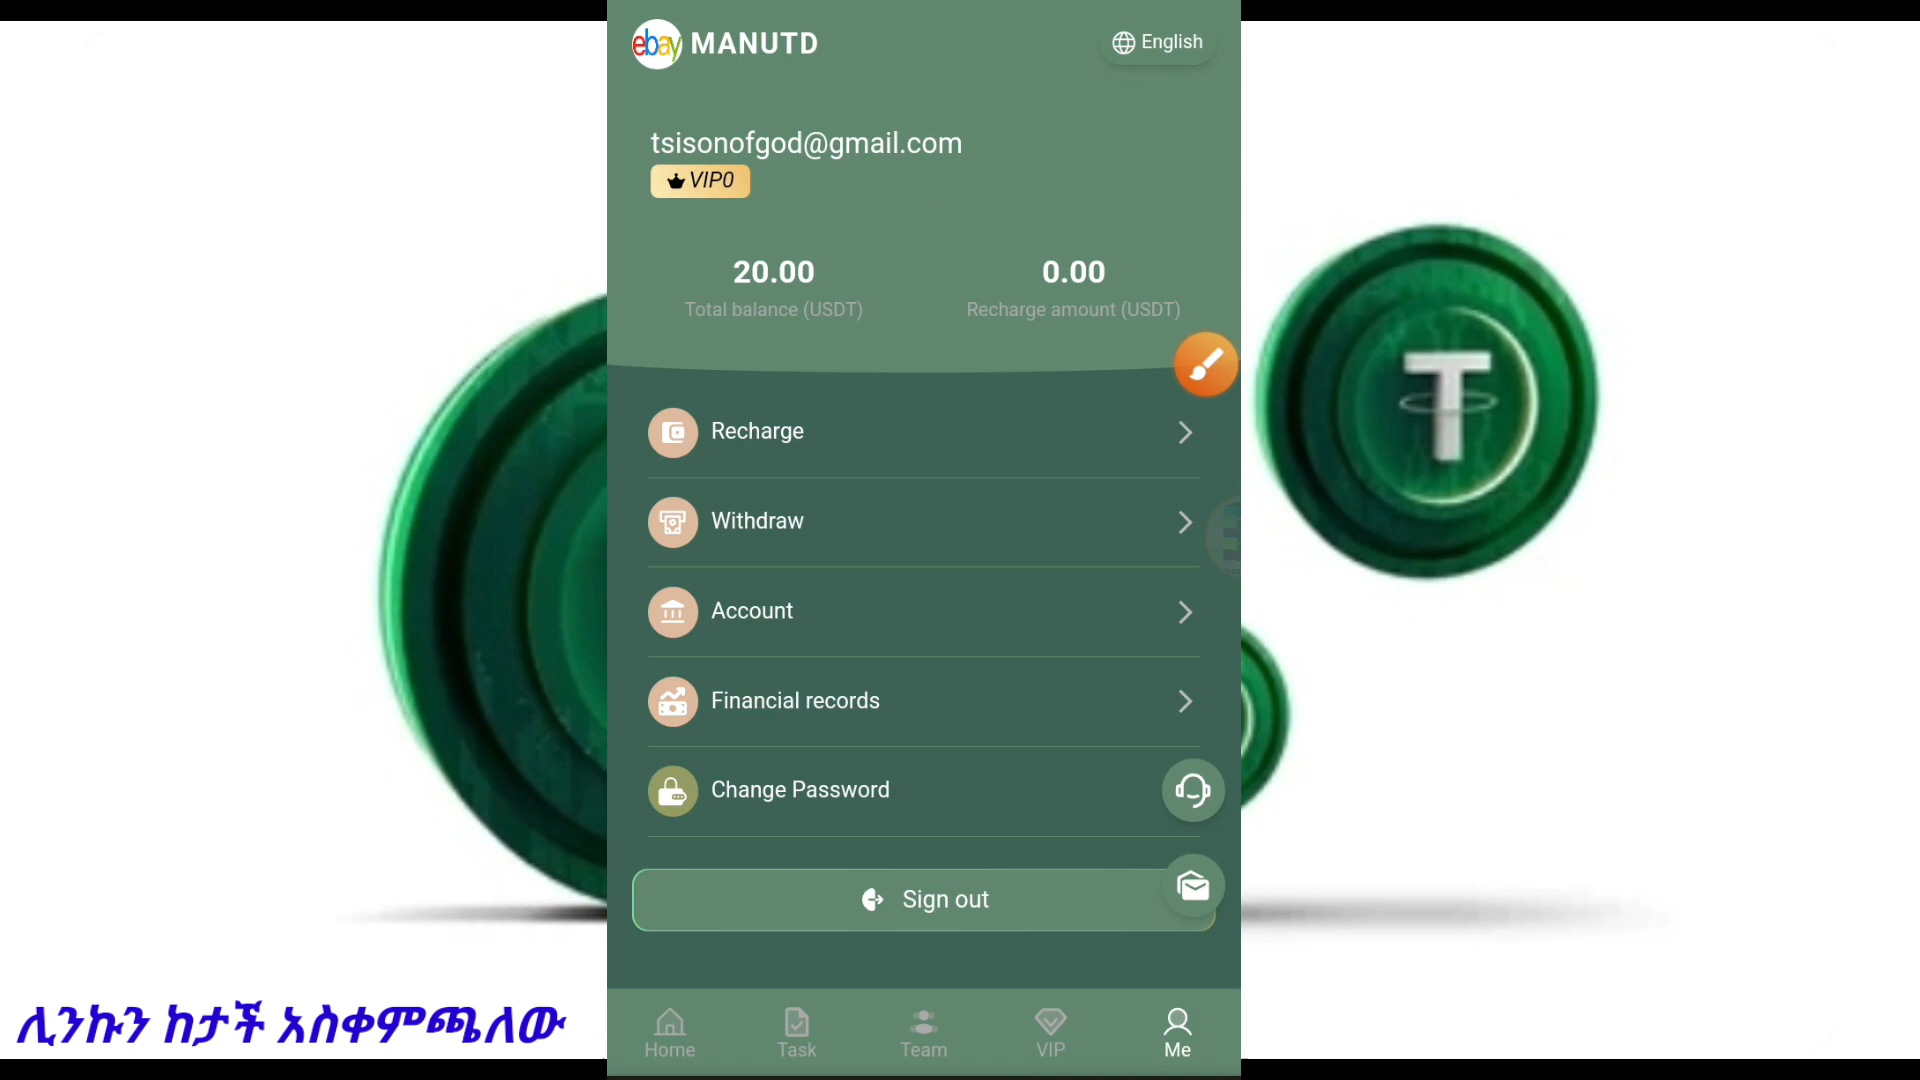 ebay MANUTD
English
tsisonofgod@gmail.com
VIP0
20.00
0.00
Total balance (USDT)
Recharge amount (USDT)
T
Recharge
Withdraw
Account
Financial records
Change Password
Sign out
ሊንኩን ከታች አስቀምጫለው
Home
Task
Team
VIP
Me